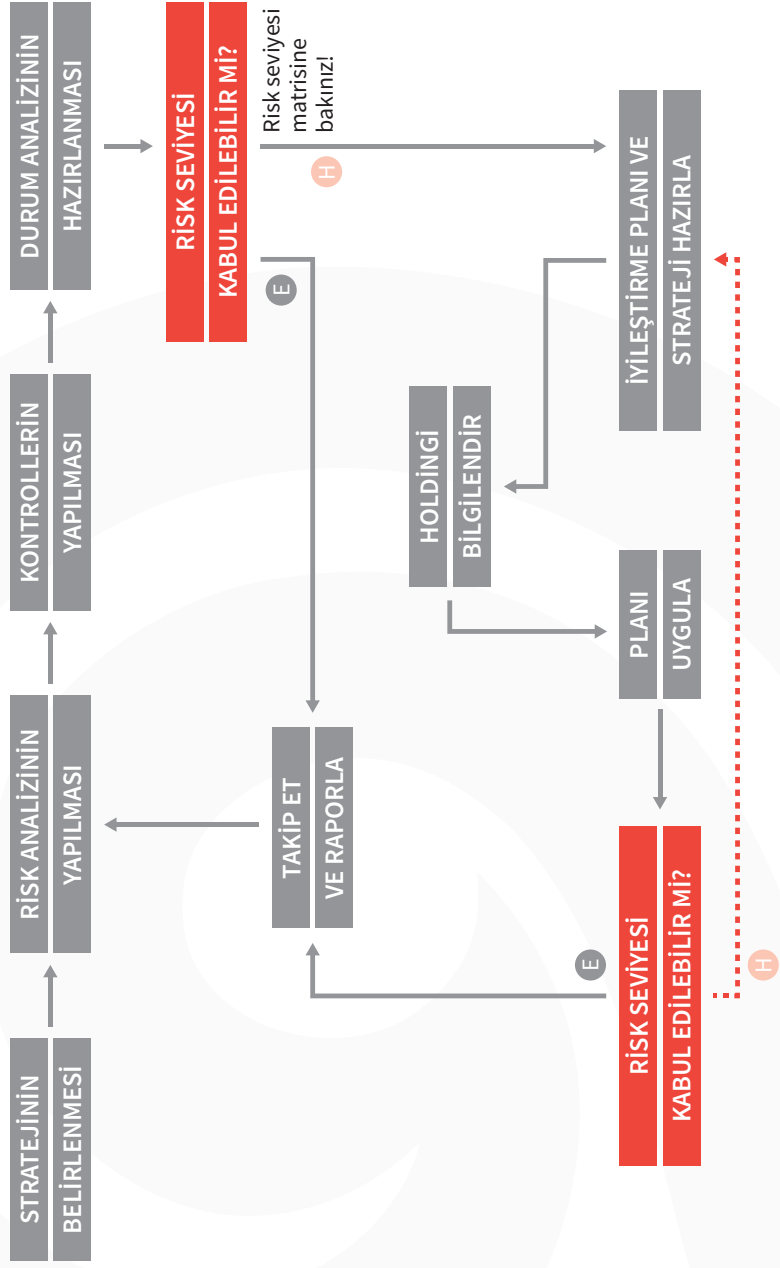 STRATEJİNİN
BELİRLENMESİ
RİSK ANALİZİNİN
YAPILMASI
KONTROLLERİN
YAPILMASI
DURUM ANALİZİNİN
HAZIRLANMASI
RİSK SEVİYESİ
KABUL EDİLEBİLİR Mİ?
Risk seviyesi
matrisine
bakınız!
E
H
TAKİP ET
VE RAPORLA
HOLDİNGİ
BİLGİLENDİR
İYİLEŞTİRME PLANI VE
STRATEJİ HAZIRLA
PLANI
UYGULA
E
RİSK SEVİYESİ
KABUL EDİLEBİLİR Mİ?
H